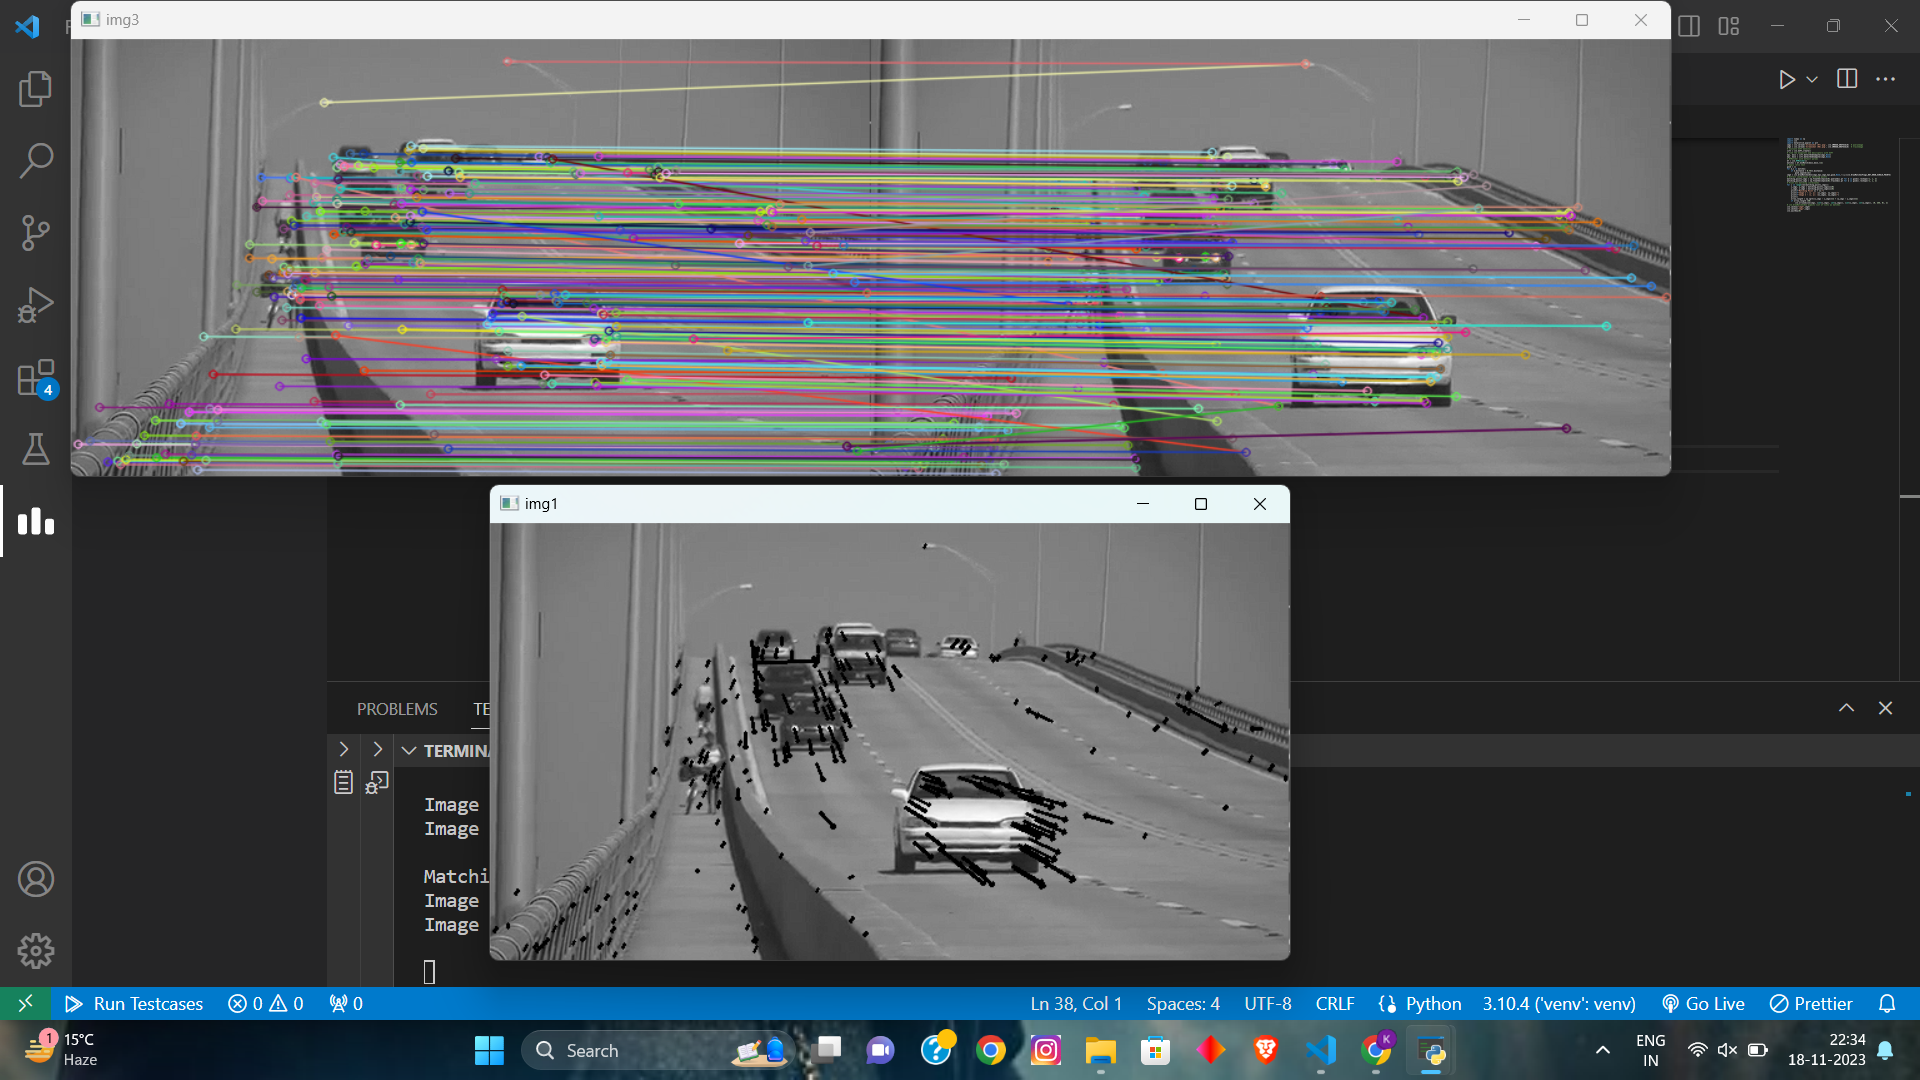 img3
F
4
img1
PROBLEMS
TE
TERMINA
Image
Image
Matchi
Image
Image
Run Testcases
0
0
0
Ln 38, Col 1
Spaces: 4
UTF-8
CRLF
Python
3.10.4 ('venv': venv)
Go Live
Prettier
1
15°C
Haze
Search
K
ENG
IN
22:34
18-11-2023